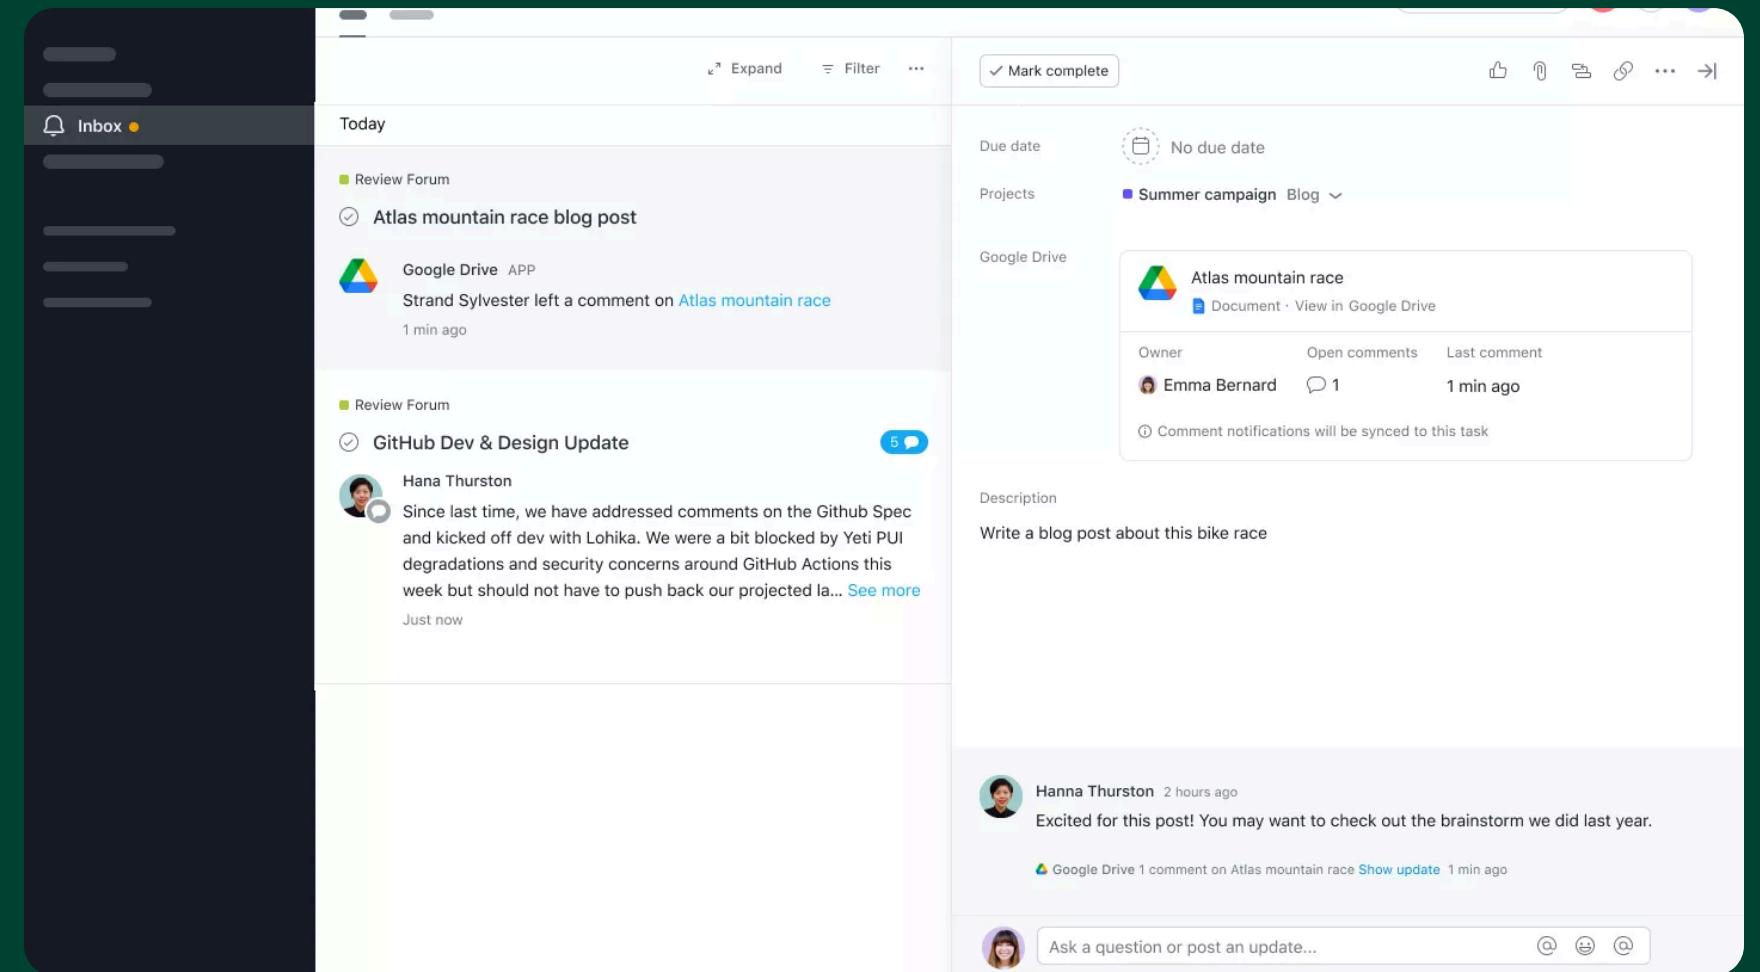 Inbox
Expand
Filter
Today
Review Forum
Atlas mountain race blog post
Google Drive APP
Strand Sylvester left a comment on Atlas mountain race
1 min ago
Review Forum
GitHub Dev & Design Update
5
Hana Thurston
Since last time, we have addressed comments on the Github Spec
and kicked off dev with Lohika. We were a bit blocked by Yeti PUI
degradations and security concerns around GitHub Actions this
week but should not have to push back our projected la... See more
Just now
Mark complete
Due date
No due date
Projects
Summer campaign Blog
Google Drive
Atlas mountain race
Document · View in Google Drive
Owner Open comments Last comment
Emma Bernard 1 1 min ago
Comment notifications will be synced to this task
Description
Write a blog post about this bike race
Hanna Thurston 2 hours ago
Excited for this post! You may want to check out the brainstorm we did last year.
Google Drive 1 comment on Atlas mountain race Show update 1 min ago
Ask a question or post an update...